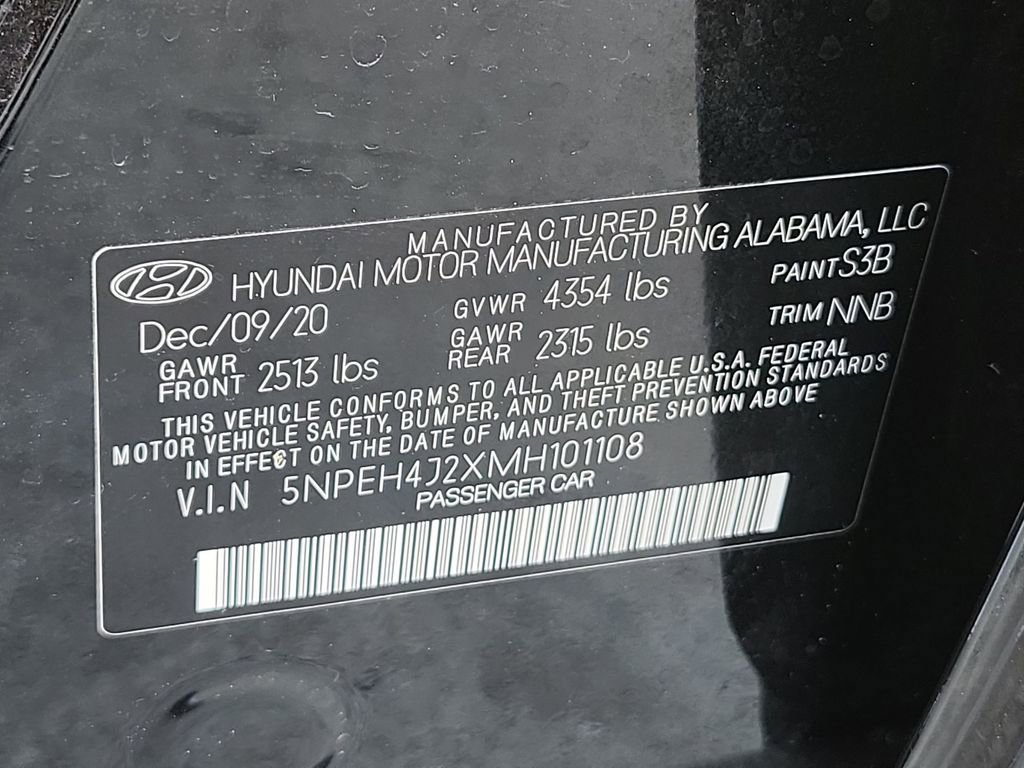 MANUFACTURED BY
HYUNDAI MOTOR MANUFACTURING ALABAMA, LLC
Dec/09/20 GVWR 4354 lbs PAINT S3B
GAWR FRONT 2513 lbs GAWR REAR 2315 lbs TRIM NNB
THIS VEHICLE CONFORMS TO ALL APPLICABLE U.S.A. FEDERAL
MOTOR VEHICLE SAFETY, BUMPER, AND THEFT PREVENTION STANDARDS
IN EFFECT ON THE DATE OF MANUFACTURE SHOWN ABOVE
V.I.N 5NPEH4J2XMH101108
PASSENGER CAR